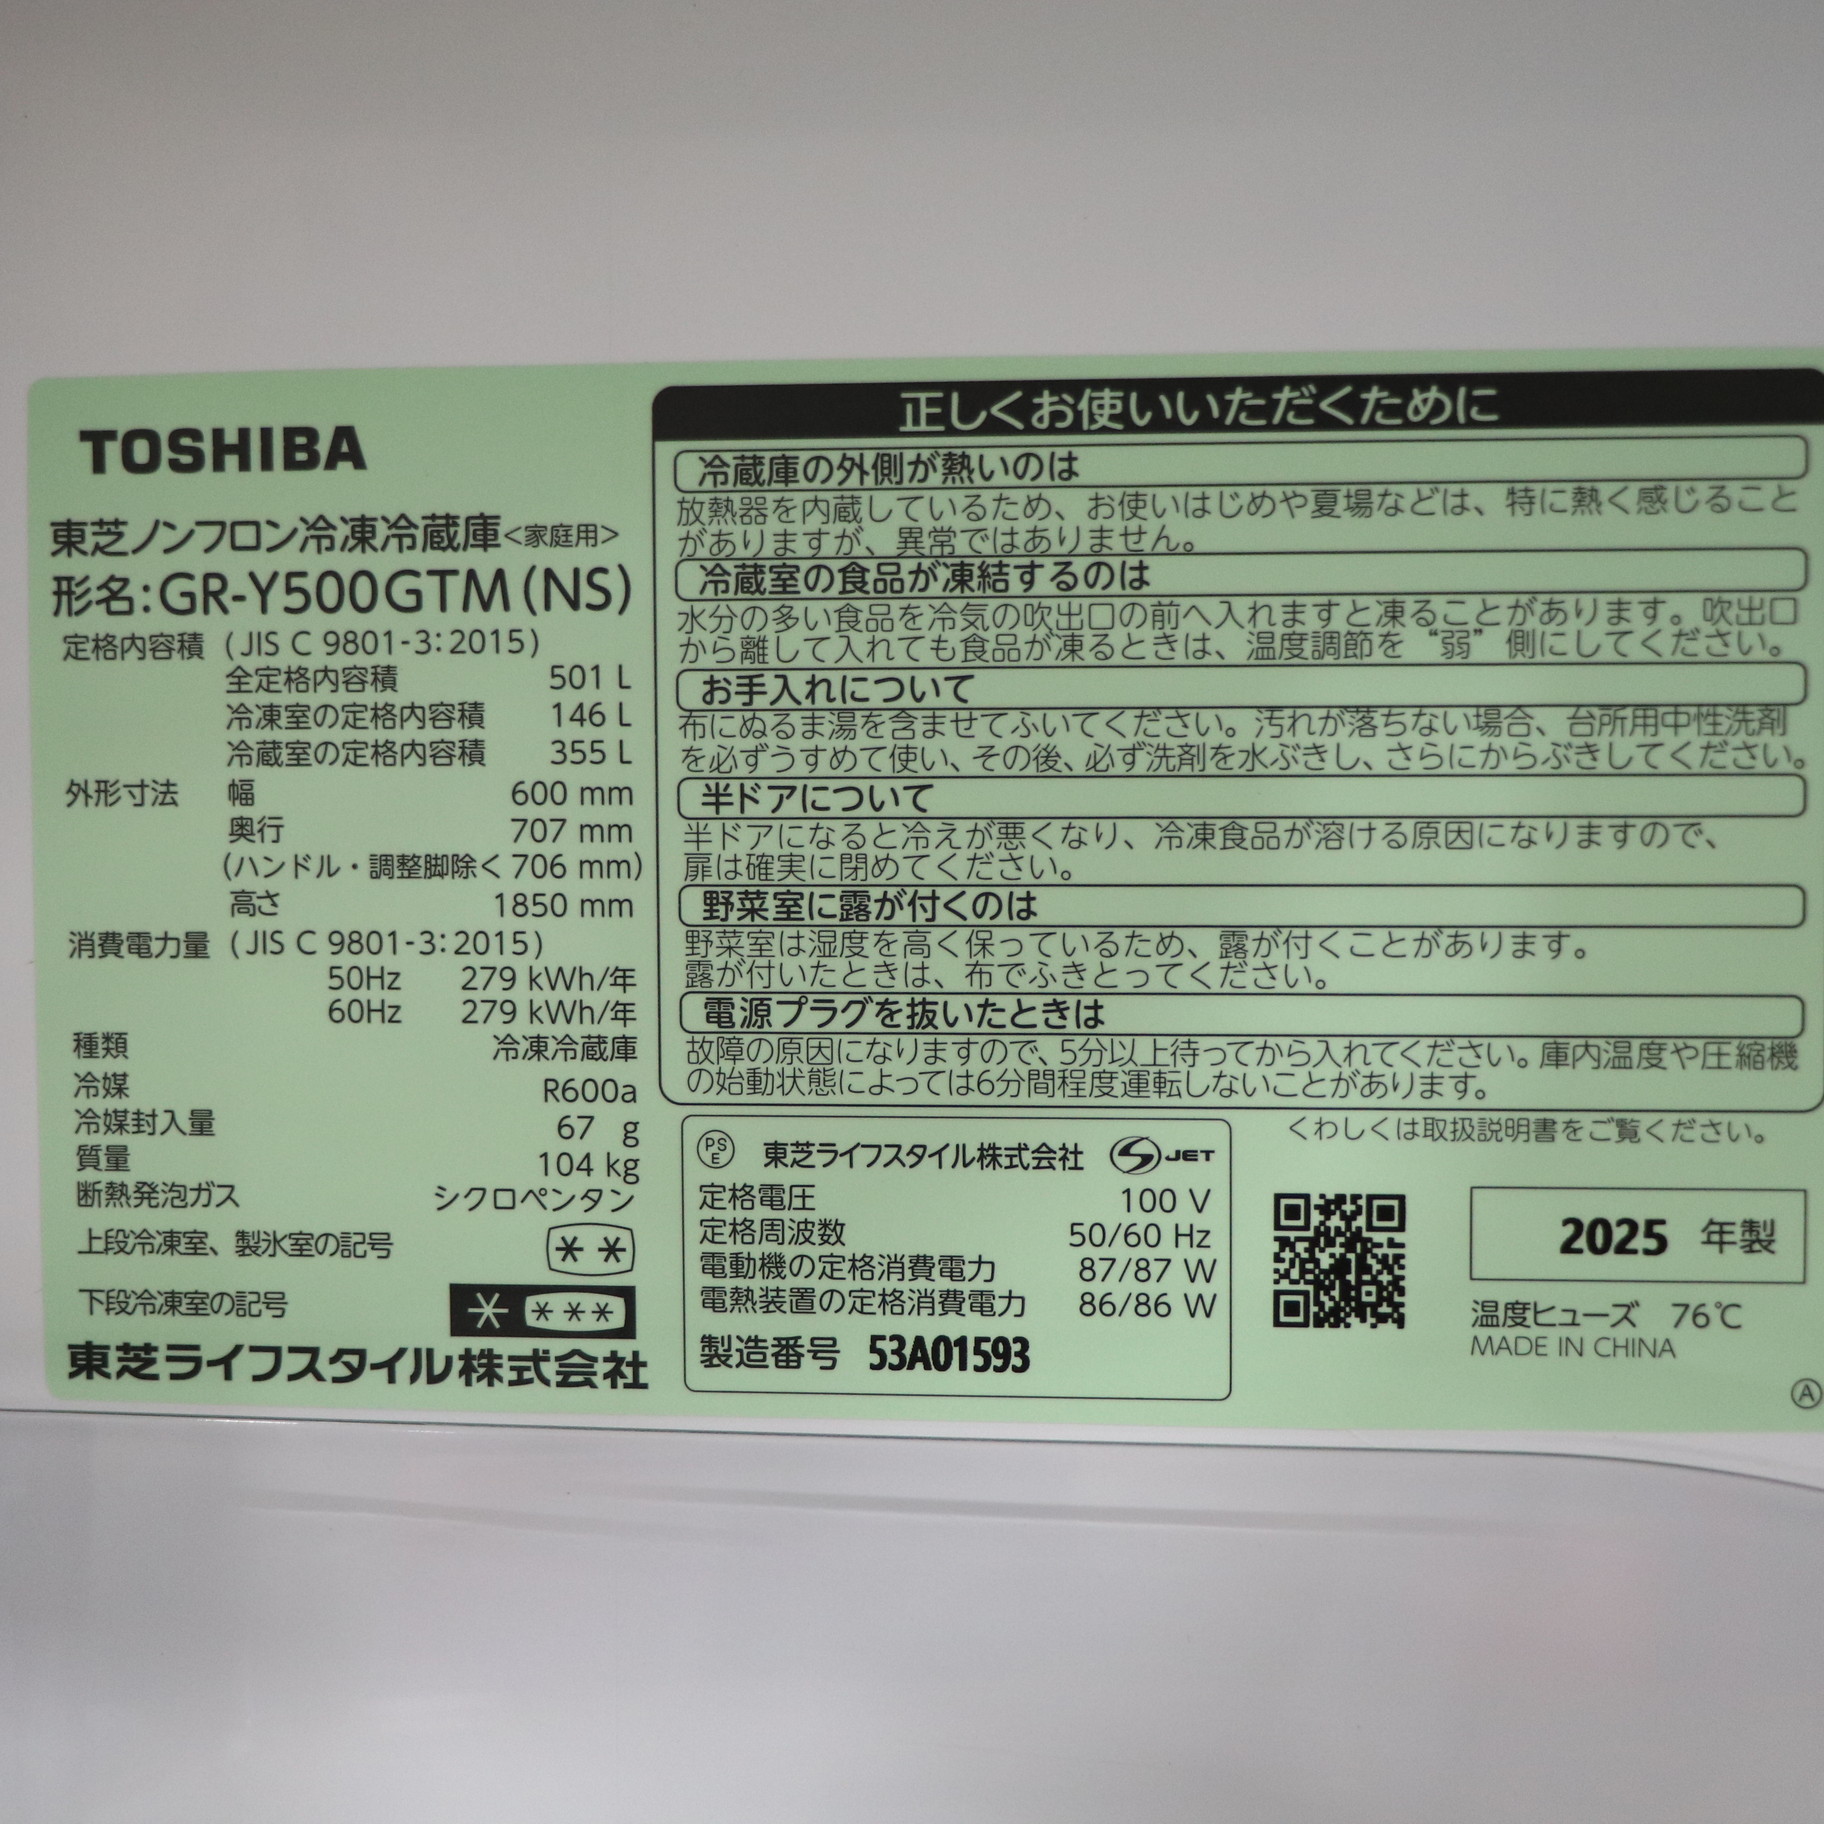 TOSHIBA
東芝ノンフロン冷凍冷蔵庫<家庭用>
形名:GR-Y500GTM(NS)
定格内容積 (JIS C 9801-3:2015)
全定格内容積 501 L
冷凍室の定格内容積 146 L
冷蔵室の定格内容積 355 L
外形寸法 幅 600 mm
奥行 707 mm
(ハンドル・調整脚除く 706 mm)
高さ 1850 mm
消費電力量 (JIS C 9801-3:2015)
50Hz 279 kWh/年
60Hz 279 kWh/年
種類 冷凍冷蔵庫
冷媒 R600a
冷媒封入量 67 g
質量 104 kg
断熱発泡ガス シクロペンタン
上段冷凍室、製氷室の記号 **
下段冷凍室の記号 * ***
東芝ライフスタイル株式会社
正しくお使いいただくために
冷蔵庫の外側が熱いのは
放熱器を内蔵しているため、お使いはじめや夏場などは、特に熱く感じること
がありますが、異常ではありません。
冷蔵室の食品が凍結するのは
水分の多い食品を冷気の吹出口の前へ入れますと凍ることがあります。吹出口
から離して入れても食品が凍るときは、温度調節を“弱”側にしてください。
お手入れについて
布にぬるま湯を含ませてふいてください。汚れが落ちない場合、台所用中性洗剤
を必ずうすめて使い、その後、必ず洗剤を水ぶきし、さらにからぶきしてください。
半ドアについて
半ドアになると冷えが悪くなり、冷凍食品が溶ける原因になりますので、
扉は確実に閉めてください。
野菜室に露が付くのは
野菜室は湿度を高く保っているため、露が付くことがあります。
露が付いたときは、布でふきとってください。
電源プラグを抜いたときは
故障の原因になりますので、5分以上待ってから入れてください。庫内温度や圧縮機
の始動状態によっては6分間程度運転しないことがあります。
くわしくは取扱説明書をご覧ください。
PSE 東芝ライフスタイル株式会社 S JET
定格電圧 100 V
定格周波数 50/60 Hz
電動機の定格消費電力 87/87 W
電熱装置の定格消費電力 86/86 W
製造番号 53A01593
2025 年製
温度ヒューズ 76℃
MADE IN CHINA
Ⓐ